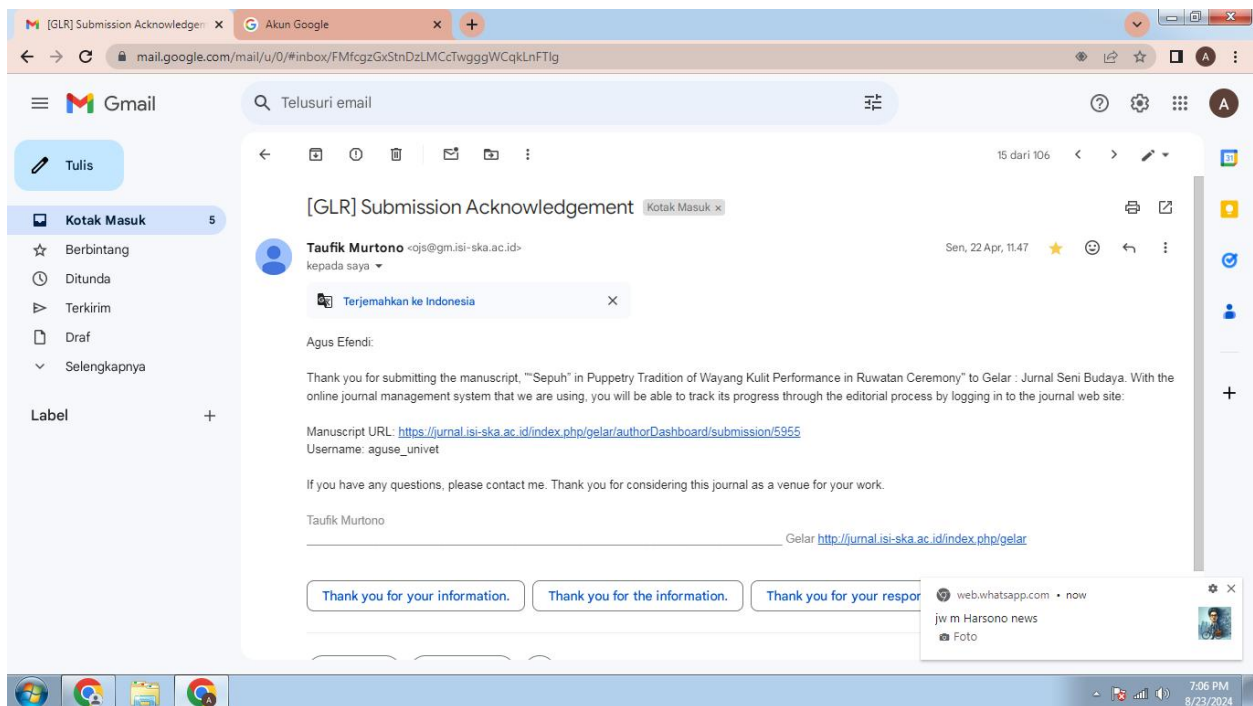 [GLR] Submission Acknowledgen
Akun Google
mail.google.com/mail/u/0/#inbox/FMfcgzGxStnDzLMCcTwgggWCqkLnFTlg
Gmail
Telusuri email
A
Tulis
15 dari 106
31
Kotak Masuk 5
Berbintang
Ditunda
Terkirim
Draf
Selengkapnya
Label
[GLR] Submission Acknowledgement Kotak Masuk x
Taufik Murtono <ojs@gm.isi-ska.ac.id> Sen, 22 Apr, 11.47
kepada saya
Terjemahkan ke Indonesia
Agus Efendi:
Thank you for submitting the manuscript, "“Sepuh” in Puppetry Tradition of Wayang Kulit Performance in Ruwatan Ceremony" to Gelar : Jurnal Seni Budaya. With the
online journal management system that we are using, you will be able to track its progress through the editorial process by logging in to the journal web site:
Manuscript URL: https://jurnal.isi-ska.ac.id/index.php/gelar/authorDashboard/submission/5955
Username: aguse_univet
If you have any questions, please contact me. Thank you for considering this journal as a venue for your work.
Taufik Murtono
Gelar http://jurnal.isi-ska.ac.id/index.php/gelar
Thank you for your information. Thank you for the information. Thank you for your respor
web.whatsapp.com • now
jw m Harsono news
Foto
7:06 PM
8/23/2024